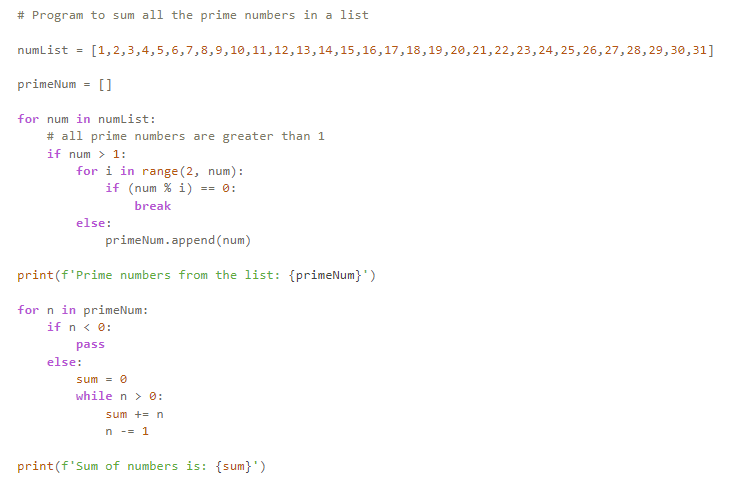 # Program to sum all the prime numbers in a list

numList = [1,2,3,4,5,6,7,8,9,10,11,12,13,14,15,16,17,18,19,20,21,22,23,24,25,26,27,28,29,30,31]

primeNum = []

for num in numList:
    # all prime numbers are greater than 1
    if num > 1:
        for i in range(2, num):
            if (num % i) == 0:
                break
        else:
            primeNum.append(num)

print(f'Prime numbers from the list: {primeNum}')

for n in primeNum:
    if n < 0:
        pass
    else:
        sum = 0
        while n > 0:
            sum += n
            n -= 1

print(f'Sum of numbers is: {sum}')